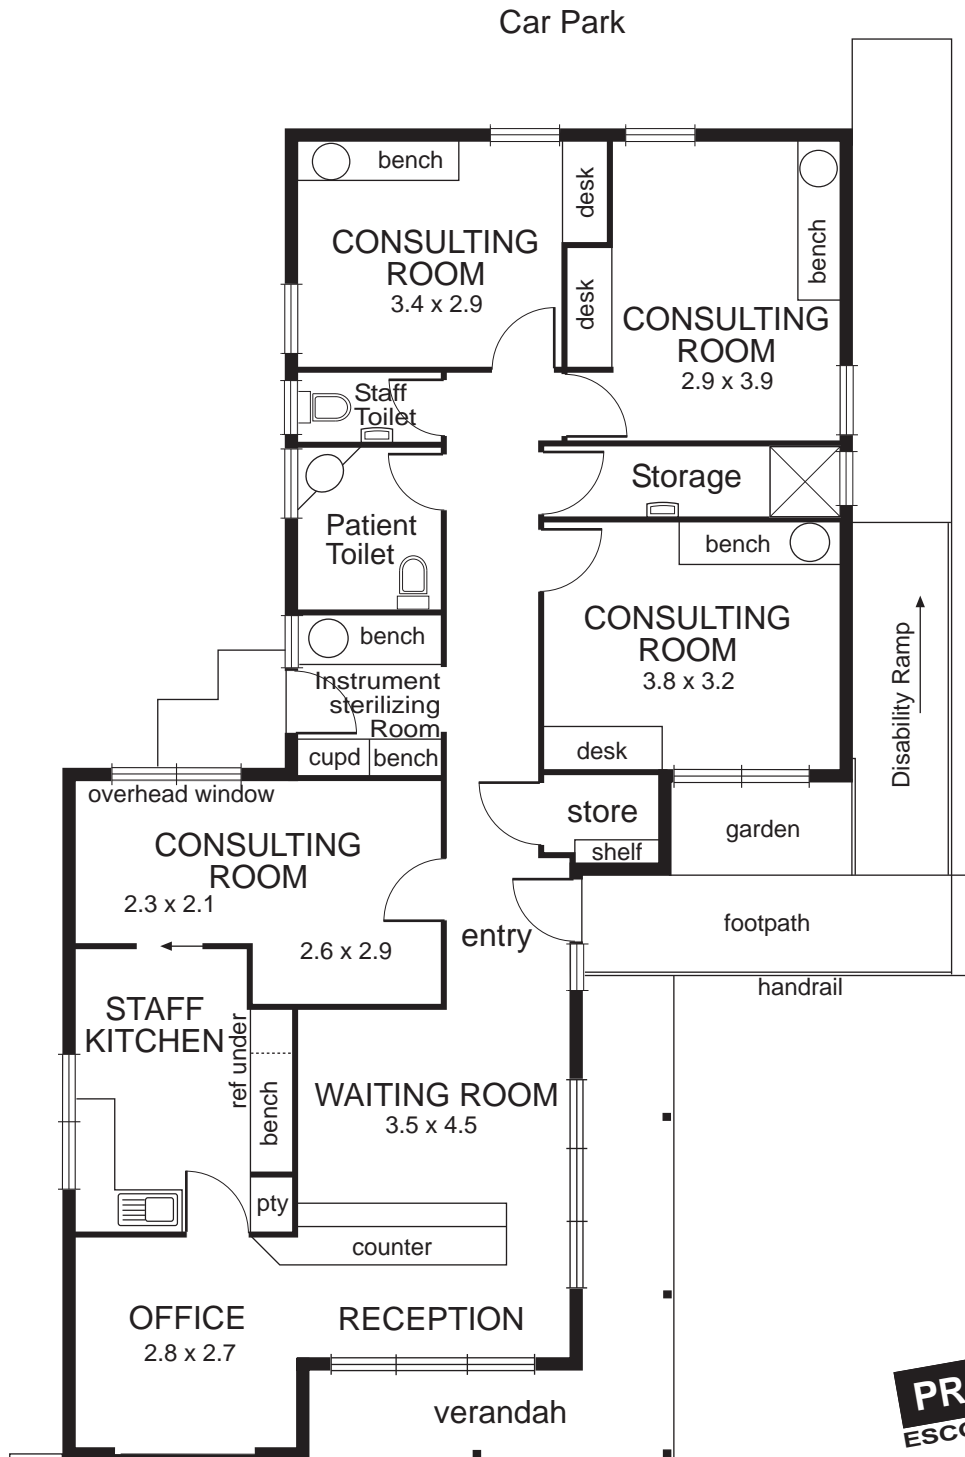 Car Park
bench
desk
CONSULTING
ROOM
3.4 x 2.9
desk
bench
CONSULTING
ROOM
2.9 x 3.9
Staff
Toilet
Storage
Patient
Toilet
bench
CONSULTING
ROOM
3.8 x 3.2
desk
bench
Instrument
sterilizing
Room
cupd
bench
Disability Ramp
overhead window
CONSULTING
ROOM
2.3 x 2.1
2.6 x 2.9
store
shelf
garden
entry
footpath
handrail
STAFF
KITCHEN
ref under
bench
pty
WAITING ROOM
3.5 x 4.5
counter
OFFICE
2.8 x 2.7
RECEPTION
verandah
PR
ESCO